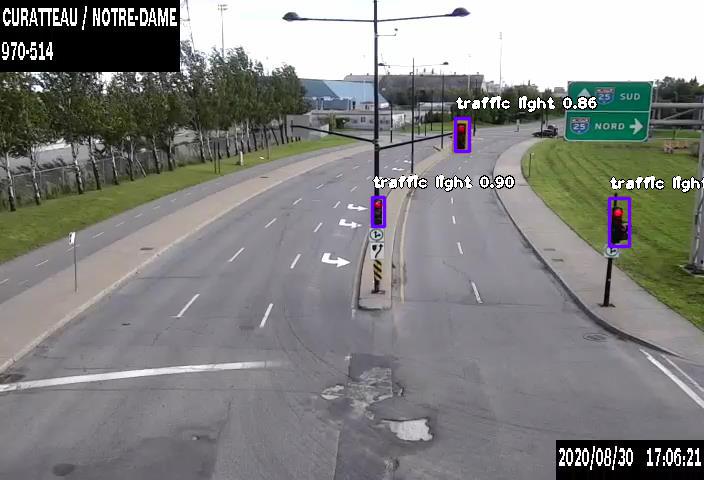 CURATTEAU / NOTRE-DAME
970-514
traffic light 0.86
25 SUD
25 NORD
traffic light 0.90
traffic light
2020/08/30 17:06:21